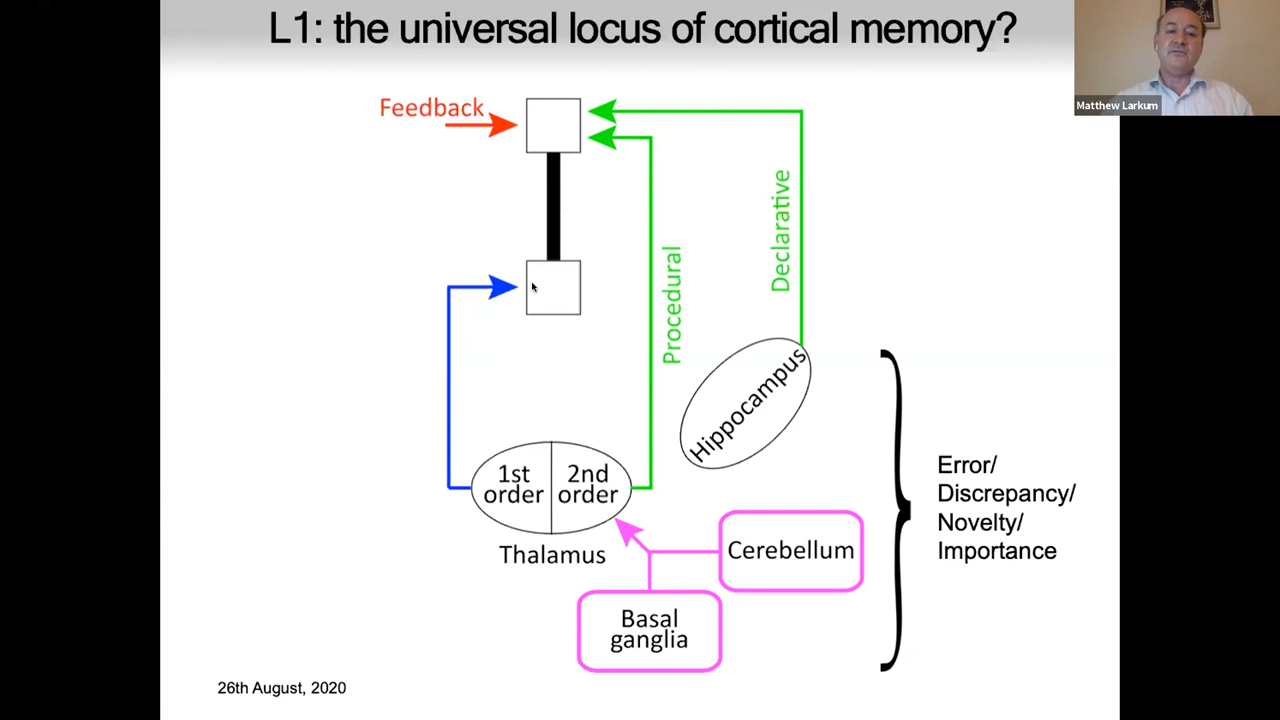 L1: the universal locus of cortical memory?
Matthew Larkum
Feedback
Declarative
Procedural
Hippocampus
1st
order
2nd
order
Thalamus
Cerebellum
Basal
ganglia
Error/
Discrepancy/
Novelty/
Importance
26th August, 2020